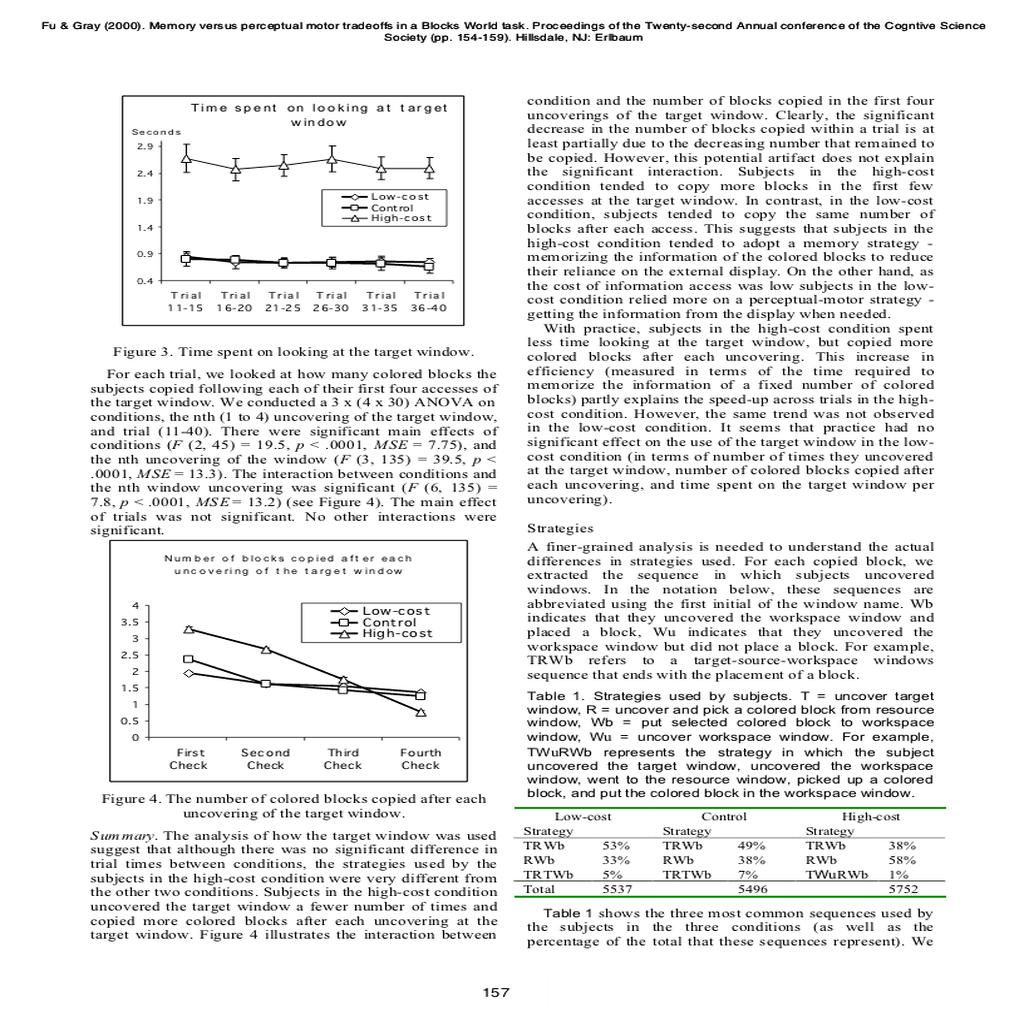 Fu & Gray (2000). Memory versus perceptual motor tradeoffs in a Blocks World task. Proceedings of the Twenty-second Annual conference of the Cogntive Science
Society (pp. 154-159). Hillsdale, NJ: Erlbaum
Time spent on looking at target
window
Seconds
2.9
2.4
1.9
1.4
0.9
0.4
Low-cost
Control
High-cost
Trial Trial Trial Trial Trial Trial
11-15 16-20 21-25 26-30 31-35 36-40
Figure 3. Time spent on looking at the target window.
For each trial, we looked at how many colored blocks the
subjects copied following each of their first four accesses of
the target window. We conducted a 3 x (4 x 30) ANOVA on
conditions, the nth (1 to 4) uncovering of the target window,
and trial (11-40). There were significant main effects of
conditions (F (2, 45) = 19.5, p < .0001, MSE = 7.75), and
the nth uncovering of the window (F (3, 135) = 39.5, p <
.0001, MSE = 13.3). The interaction between conditions and
the nth window uncovering was significant (F (6, 135) =
7.8, p < .0001, MSE= 13.2) (see Figure 4). The main effect
of trials was not significant. No other interactions were
significant.
Number of blocks copied after each
uncovering of the target window
4
3.5
3
2.5
2
1.5
1
0.5
0
Low-cost
Control
High-cost
First Second Third Fourth
Check Check Check Check
Figure 4. The number of colored blocks copied after each
uncovering of the target window.
Summary. The analysis of how the target window was used
suggest that although there was no significant difference in
trial times between conditions, the strategies used by the
subjects in the high-cost condition were very different from
the other two conditions. Subjects in the high-cost condition
uncovered the target window a fewer number of times and
copied more colored blocks after each uncovering at the
target window. Figure 4 illustrates the interaction between
condition and the number of blocks copied in the first four
uncoverings of the target window. Clearly, the significant
decrease in the number of blocks copied within a trial is at
least partially due to the decreasing number that remained to
be copied. However, this potential artifact does not explain
the significant interaction. Subjects in the high-cost
condition tended to copy more blocks in the first few
accesses at the target window. In contrast, in the low-cost
condition, subjects tended to copy the same number of
blocks after each access. This suggests that subjects in the
high-cost condition tended to adopt a memory strategy -
memorizing the information of the colored blocks to reduce
their reliance on the external display. On the other hand, as
the cost of information access was low subjects in the low-
cost condition relied more on a perceptual-motor strategy -
getting the information from the display when needed.
With practice, subjects in the high-cost condition spent
less time looking at the target window, but copied more
colored blocks after each uncovering. This increase in
efficiency (measured in terms of the time required to
memorize the information of a fixed number of colored
blocks) partly explains the speed-up across trials in the high-
cost condition. However, the same trend was not observed
in the low-cost condition. It seems that practice had no
significant effect on the use of the target window in the low-
cost condition (in terms of number of times they uncovered
at the target window, number of colored blocks copied after
each uncovering, and time spent on the target window per
uncovering).
Strategies
A finer-grained analysis is needed to understand the actual
differences in strategies used. For each copied block, we
extracted the sequence in which subjects uncovered
windows. In the notation below, these sequences are
abbreviated using the first initial of the window name. Wb
indicates that they uncovered the workspace window and
placed a block, Wu indicates that they uncovered the
workspace window but did not place a block. For example,
TRWb refers to a target-source-workspace windows
sequence that ends with the placement of a block.
Table 1. Strategies used by subjects. T = uncover target
window, R = uncover and pick a colored block from resource
window, Wb = put selected colored block to workspace
window, Wu = uncover workspace window. For example,
TWuRWb represents the strategy in which the subject
uncovered the target window, uncovered the workspace
window, went to the resource window, picked up a colored
block, and put the colored block in the workspace window.
Low-cost Control High-cost
Strategy Strategy Strategy
TRWb 53% TRWb 49% TRWb 38%
RWb 33% RWb 38% RWb 58%
TRTWb 5% TRTWb 7% TWuRWb 1%
Total 5537 5496 5752
Table 1 shows the three most common sequences used by
the subjects in the three conditions (as well as the
percentage of the total that these sequences represent). We
157